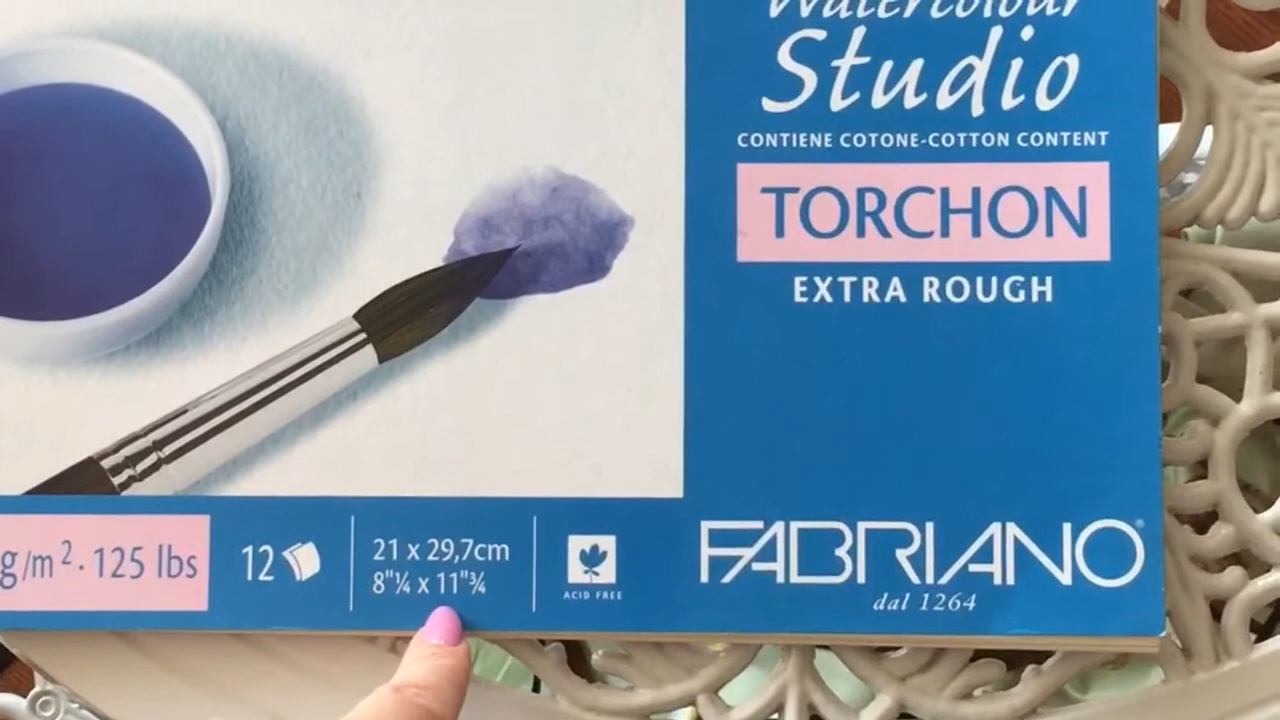 Watercolour
Studio
CONTIENE COTONE-COTTON CONTENT
TORCHON
EXTRA ROUGH
g/m²·125 lbs
12
21 x 29,7cm
8"¼ x 11"¾
ACID FREE
FABRIANO®
dal 1264